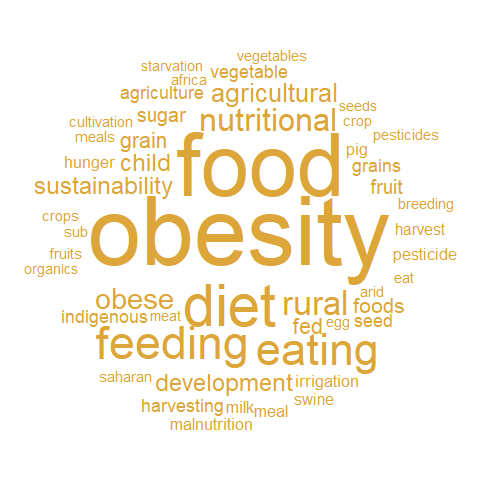 vegetables
starvation
africa
vegetable
agriculture
agricultural
seeds
cultivation
sugar
nutritional
crop
meals
grain
food
pesticides
pig
hunger
child
grains
sustainability
fruit
obesity
breeding
crops
sub
harvest
fruits
organics
pesticide
eat
obese
diet
rural
arid
foods
indigenous
meat
fed
egg
seed
feeding
eating
saharan
development
irrigation
harvesting
milk
meal
swine
malnutrition